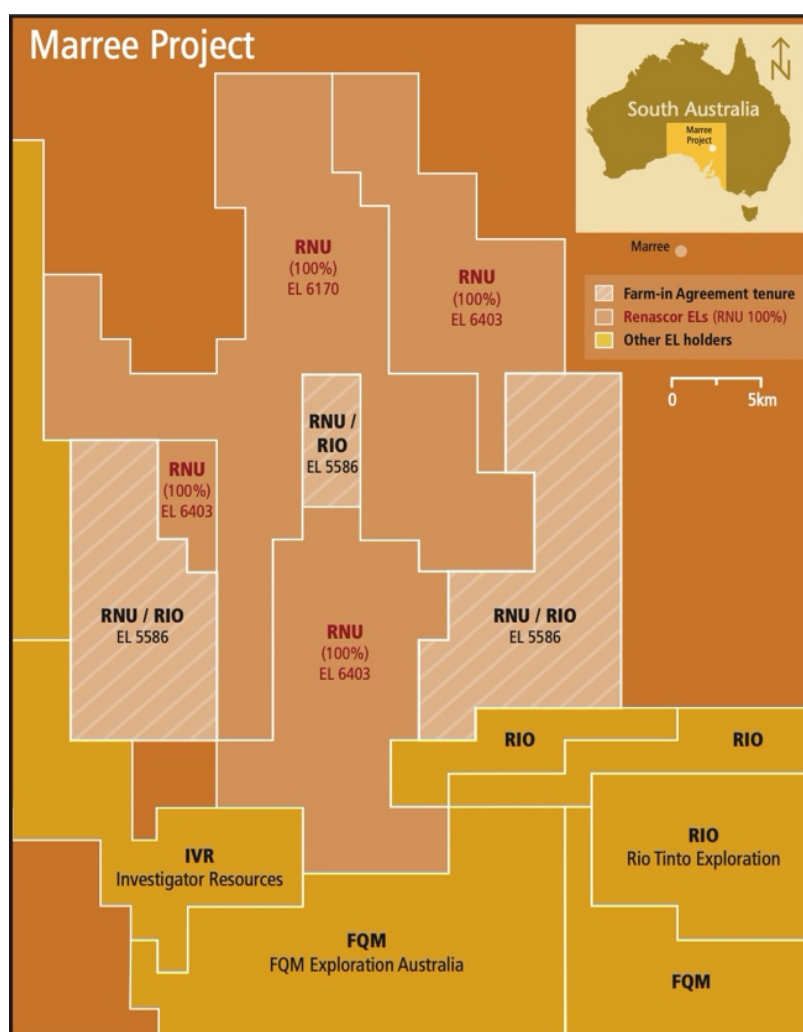 Marree Project
N
South Australia
Marree
Project
Marree
Farm-in Agreement tenure
Renascor ELs (RNU 100%)
Other EL holders
0 5km
RNU
(100%)
EL 6170
RNU
(100%)
EL 6403
RNU /
RIO
EL 5586
RNU
(100%)
EL 6403
RNU / RIO
EL 5586
RNU
(100%)
EL 6403
RNU / RIO
EL 5586
RIO
RIO
RIO
Rio Tinto Exploration
IVR
Investigator Resources
FQM
FQM Exploration Australia
FQM